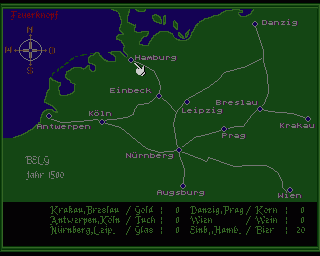 Danzig
N
W O
S
Hamburg
Einbeck
Leipzig
Breslau
Antwerpen
Köln
Krakau
Prag
Nürnberg
BELG
Jahr 1500
Augsburg
Wien
Krakau,Breslau / Gold : 0 Danzig,Prag / Korn : 0
Antwerpen,Köln / Tuch : 0 Wien / Wein : 0
Nürnberg,Leip. / Glas : 0 Einb.,Hamb. / Bier : 20